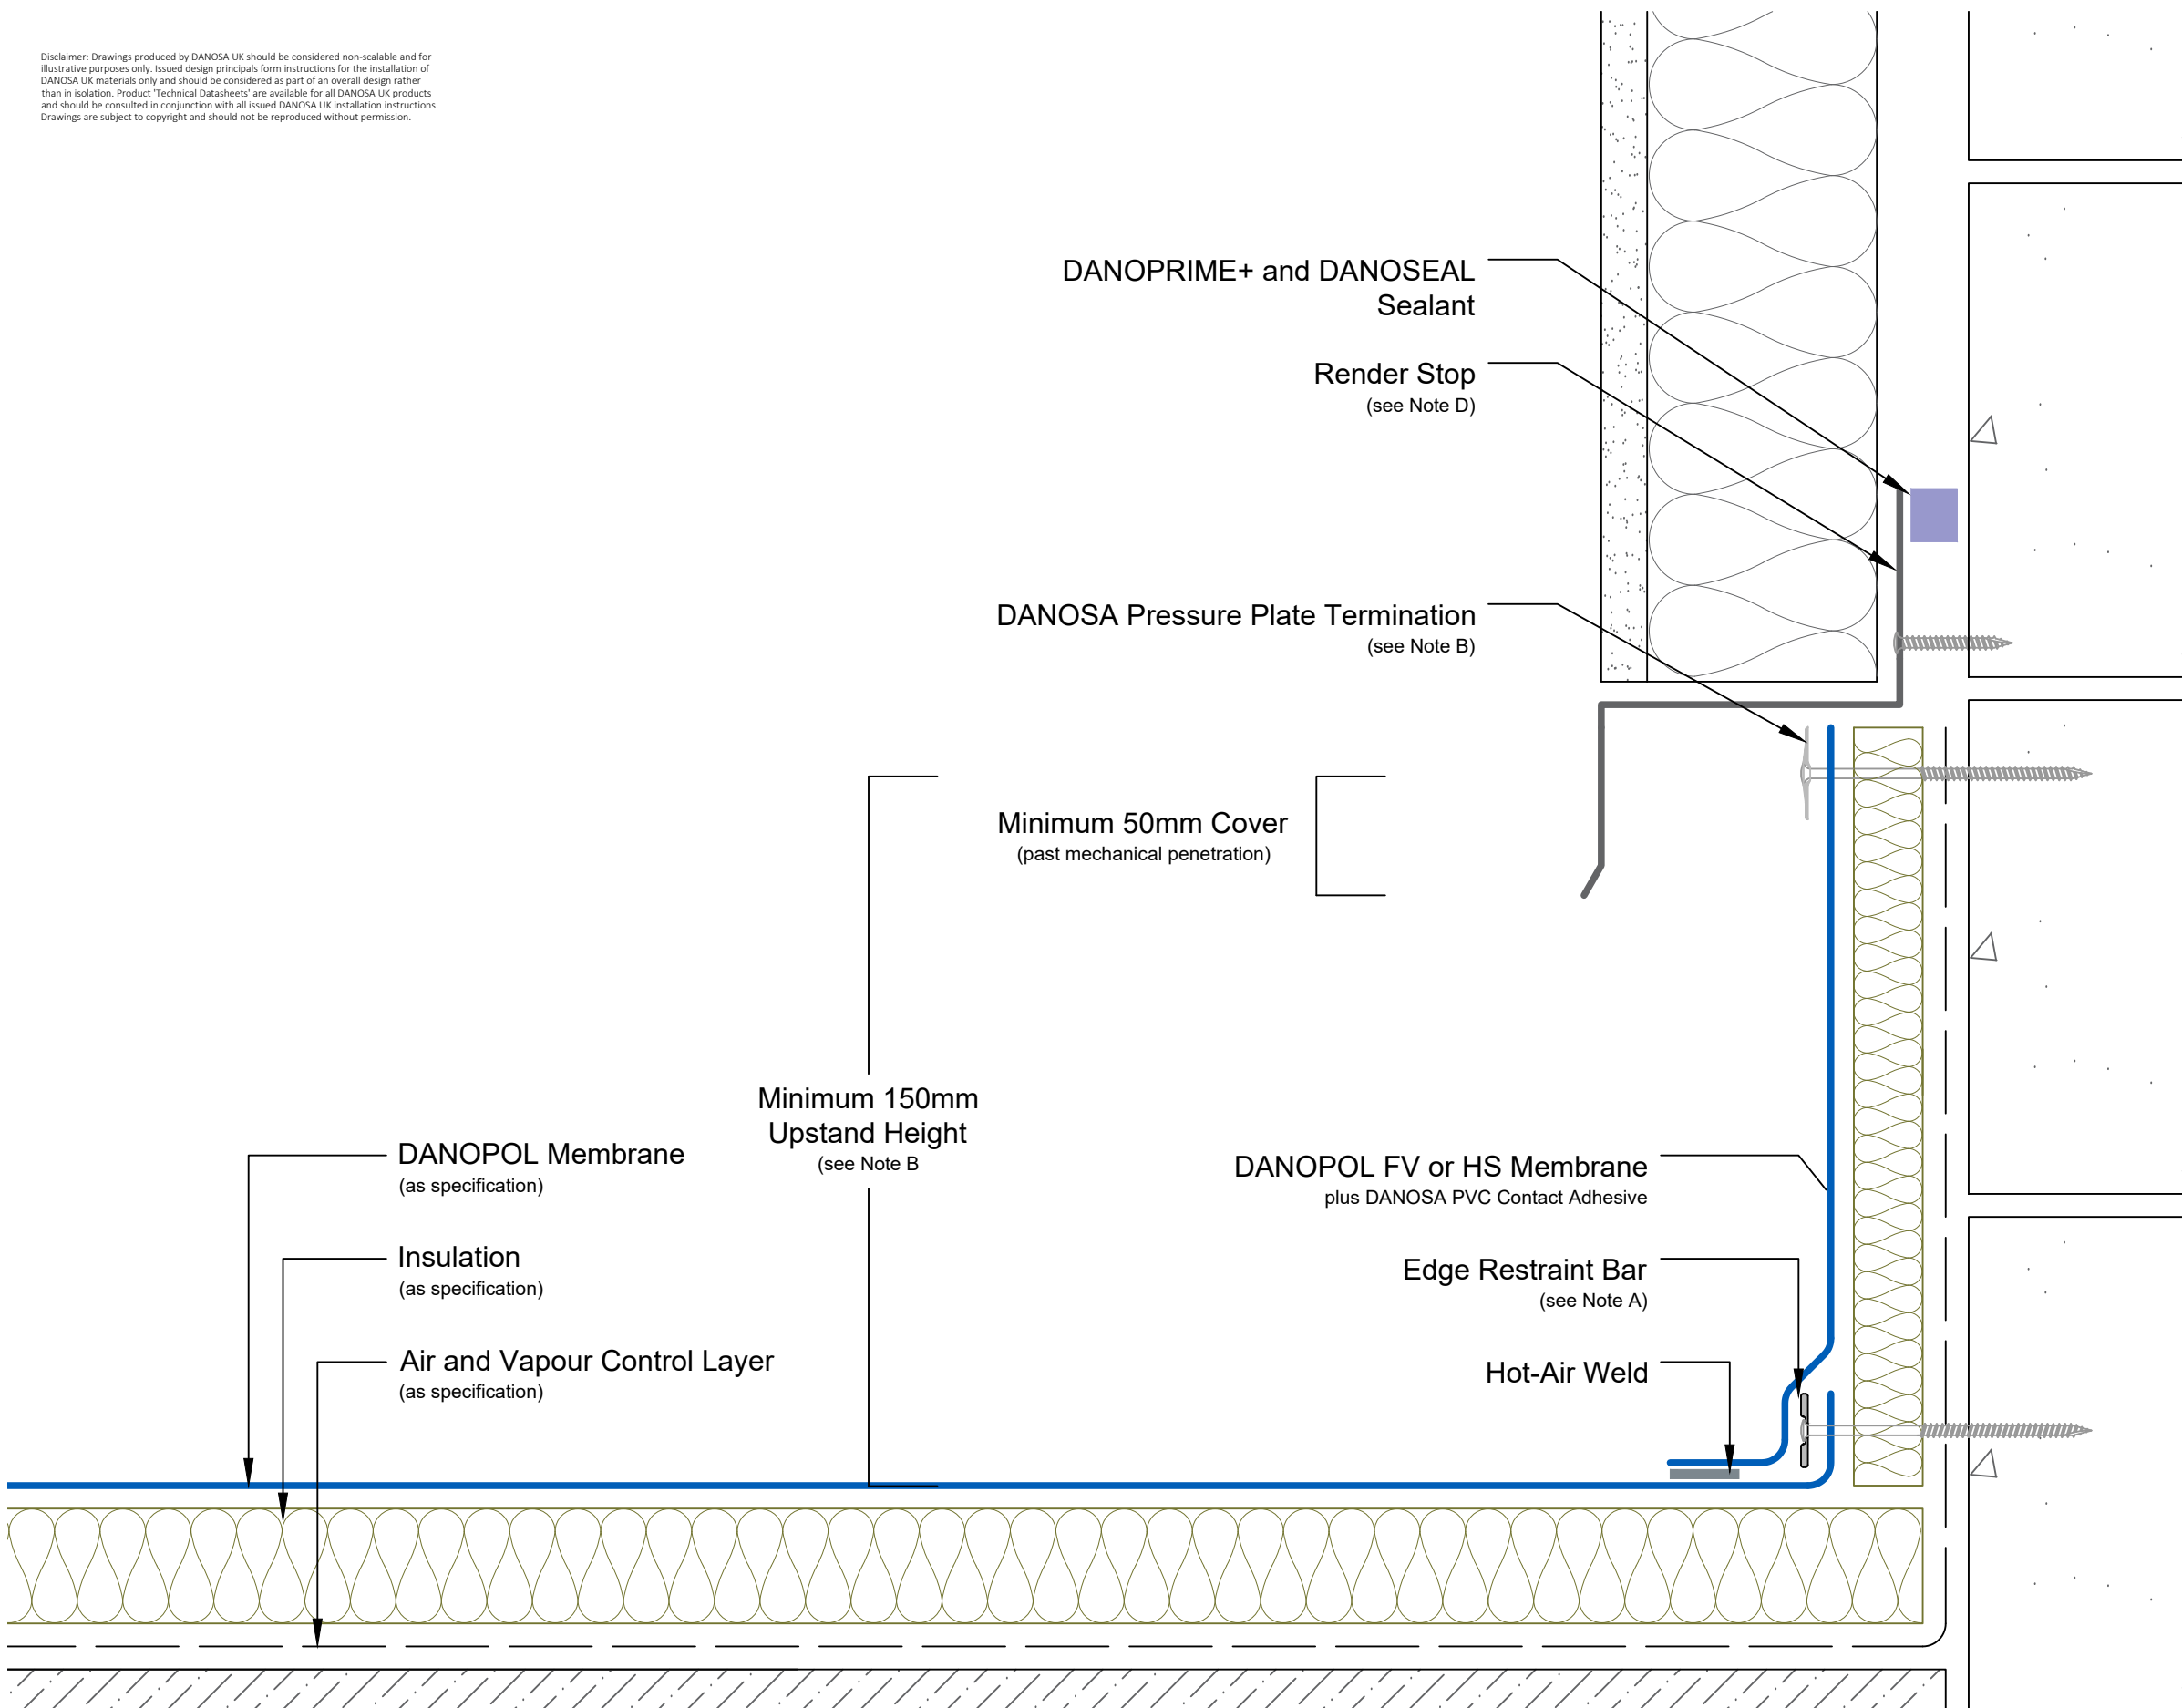 Disclaimer: Drawings produced by DANOSA UK should be considered non-scalable and for
illustrative purposes only. Issued design principals form instructions for the installation of
DANOSA UK materials only and should be considered as part of an overall design rather
than in isolation. Product 'Technical Datasheets' are available for all DANOSA UK products
and should be consulted in conjunction with all issued DANOSA UK installation instructions.
Drawings are subject to copyright and should not be reproduced without permission.
DANOPRIME+ and DANOSEAL
Sealant
Render Stop
(see Note D)
DANOSA Pressure Plate Termination
(see Note B)
Minimum 50mm Cover
(past mechanical penetration)
Minimum 150mm
Upstand Height
(see Note B
DANOPOL Membrane
(as specification)
Insulation
(as specification)
Air and Vapour Control Layer
(as specification)
DANOPOL FV or HS Membrane
plus DANOSA PVC Contact Adhesive
Edge Restraint Bar
(see Note A)
Hot-Air Weld